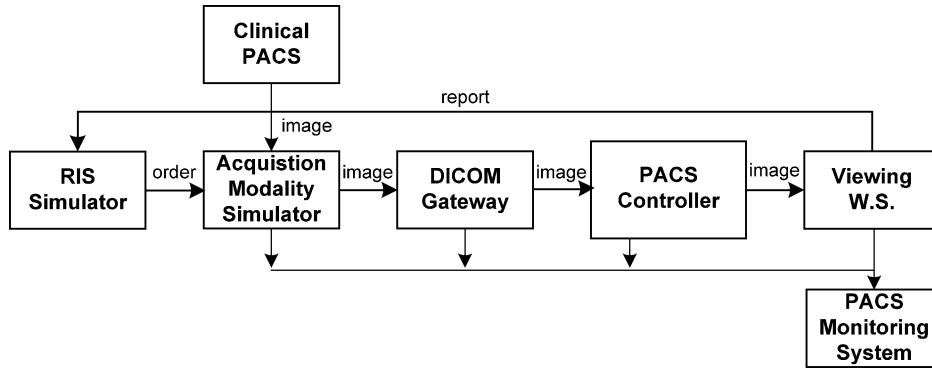 Clinical
PACS
report
image
RIS
Simulator
order
Acquistion
Modality
Simulator
image
DICOM
Gateway
image
PACS
Controller
image
Viewing
W.S.
PACS
Monitoring
System